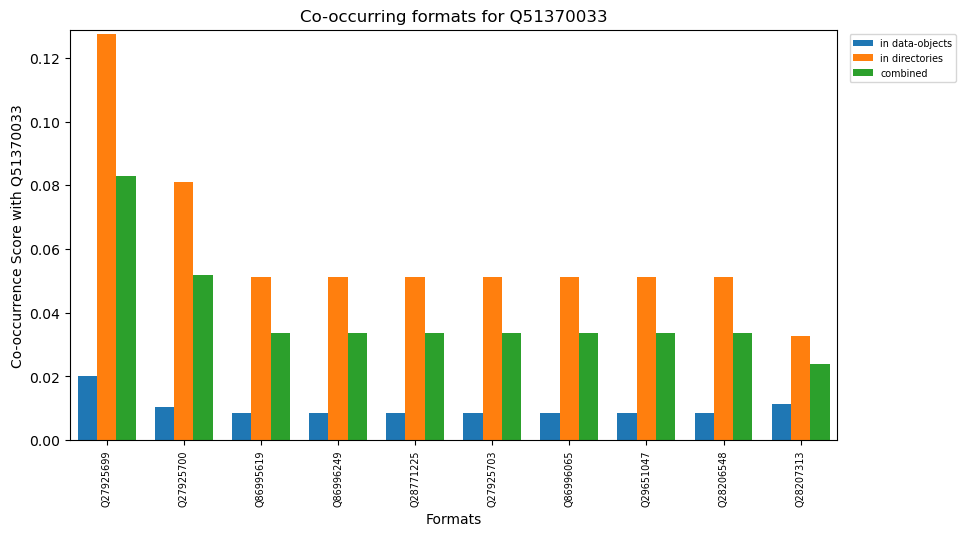 Co-occurring formats for Q51370033
in data-objects
in directories
combined
Co-occurrence Score with Q51370033
0.12
0.10
0.08
0.06
0.04
0.02
0.00
Q27925699
Q27925700
Q86995619
Q86996249
Q28771225
Q27925703
Q86996065
Q29651047
Q28206548
Q28207313
Formats